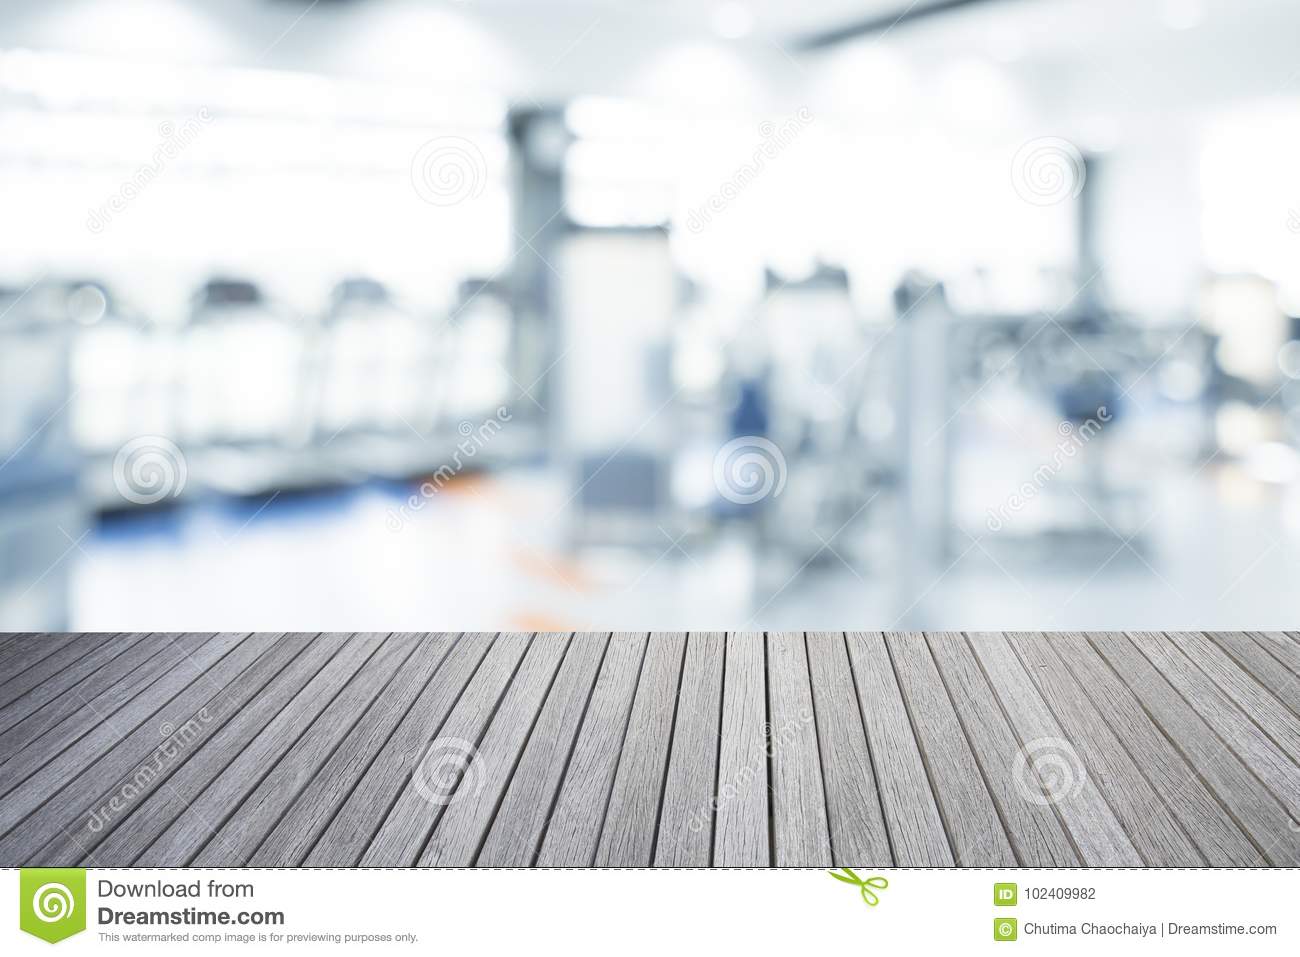 dreamstime.
dreamstime.
dreamstime.
dreamstime.
dreamstime.
dreamstime.
Download from
Dreamstime.com
This watermarked comp image is for previewing purposes only.
ID 102409982
© Chutima Chaochaiya | Dreamstime.com